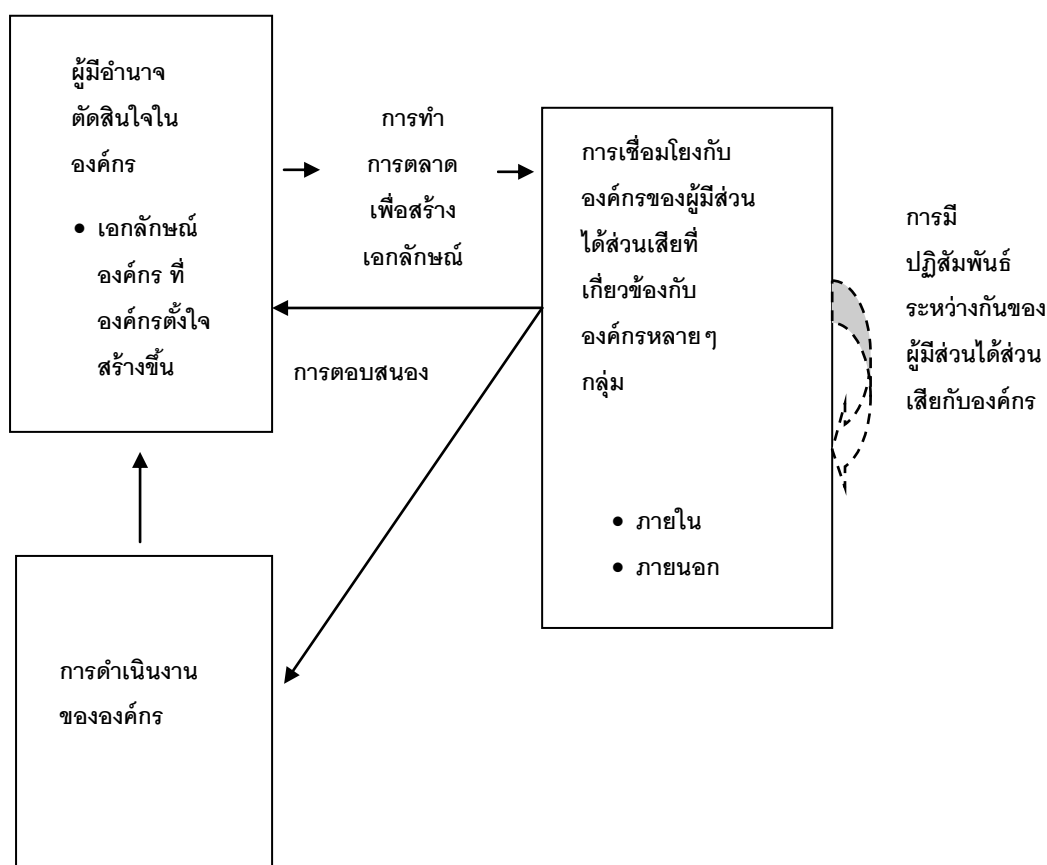 ผู้มีอำนาจ
ตัดสินใจใน
องค์กร
• เอกลักษณ์
องค์กร ที่
องค์กรตั้งใจ
สร้างขึ้น
การทำ
การตลาด
เพื่อสร้าง
เอกลักษณ์
การตอบสนอง
การเชื่อมโยงกับ
องค์กรของผู้มีส่วน
ได้ส่วนเสียที่
เกี่ยวข้องกับ
องค์กรหลายๆ
กลุ่ม
• ภายใน
• ภายนอก
การมี
ปฏิสัมพันธ์
ระหว่างกันของ
ผู้มีส่วนได้ส่วน
เสียกับองค์กร
การดำเนินงาน
ขององค์กร